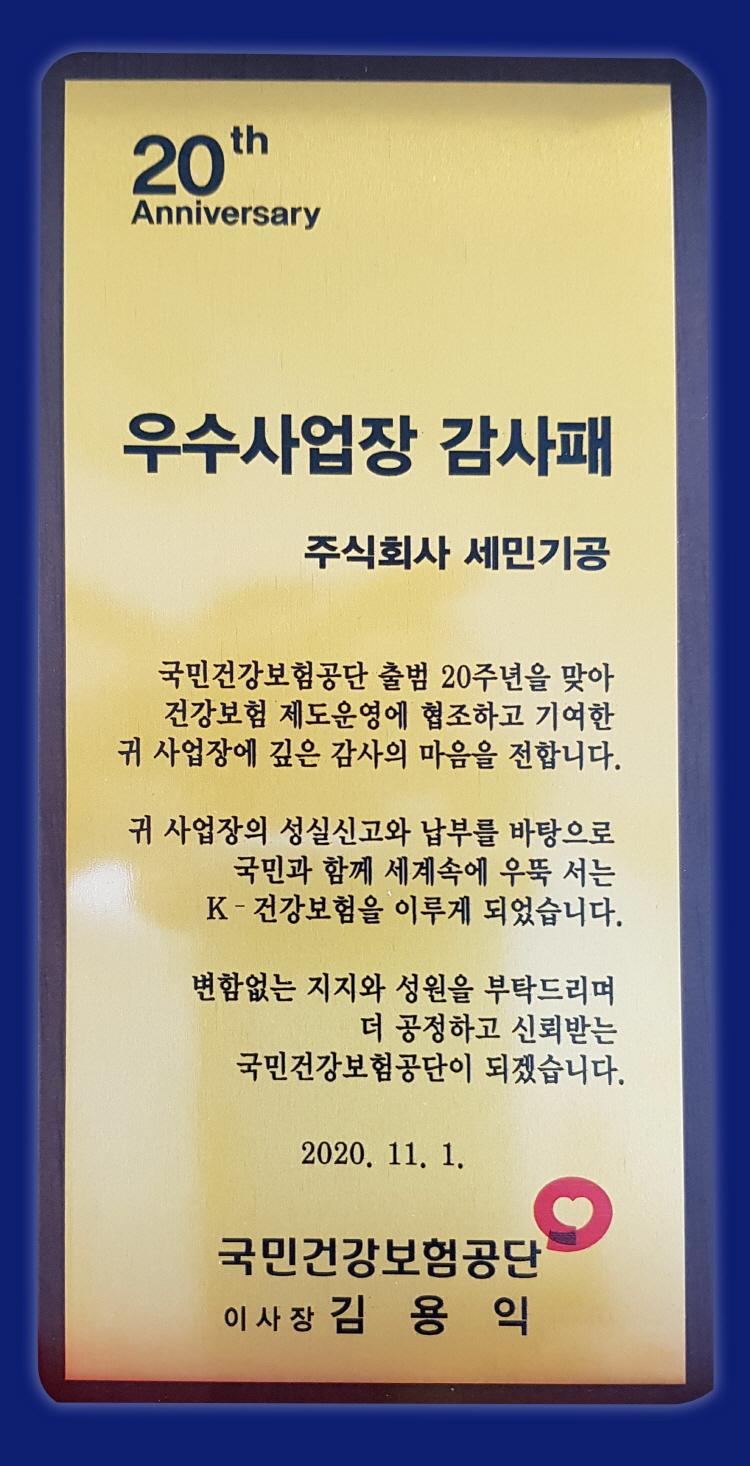 20th
Anniversary
우수사업장 감사패
주식회사 세민기공
국민건강보험공단 출범 20주년을 맞아
건강보험 제도운영에 협조하고 기여한
귀 사업장에 깊은 감사의 마음을 전합니다.
귀 사업장의 성실신고와 납부를 바탕으로
국민과 함께 세계속에 우뚝 서는
K-건강보험을 이루게 되었습니다.
변함없는 지지와 성원을 부탁드리며
더 공정하고 신뢰받는
국민건강보험공단이 되겠습니다.
2020. 11. 1.
국민건강보험공단
이사장 김 용 익